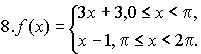 8. f(x) = { 3x + 3, 0 ≤ x < π,
x − 1, π ≤ x < 2π.